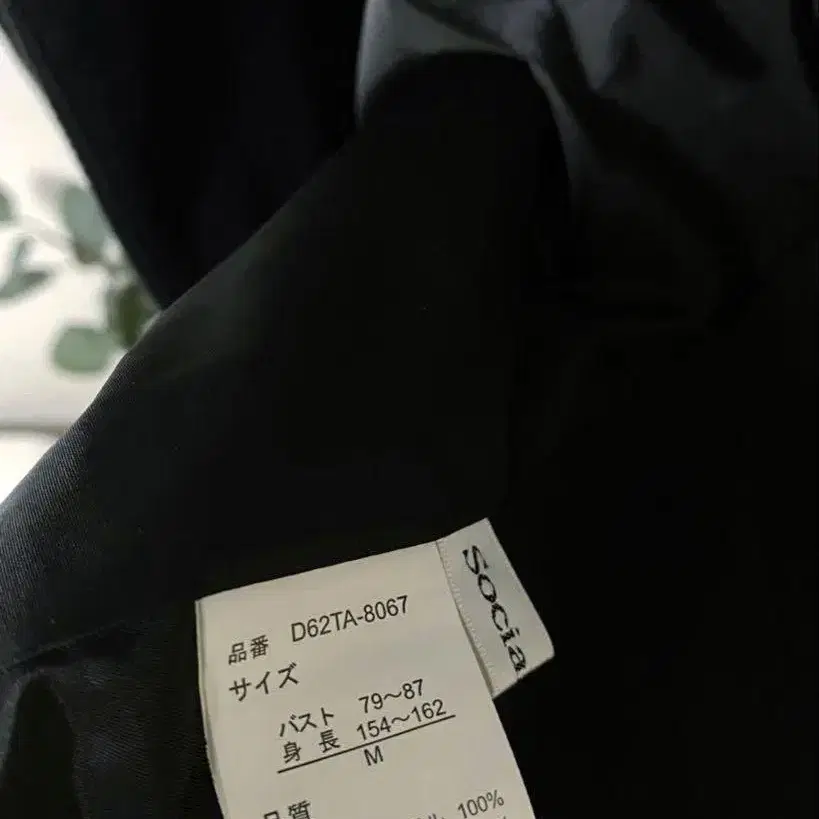 品番 D62TA-8067
サイズ
バスト 79～87
身長 154～162
M
品質
100%
Socia